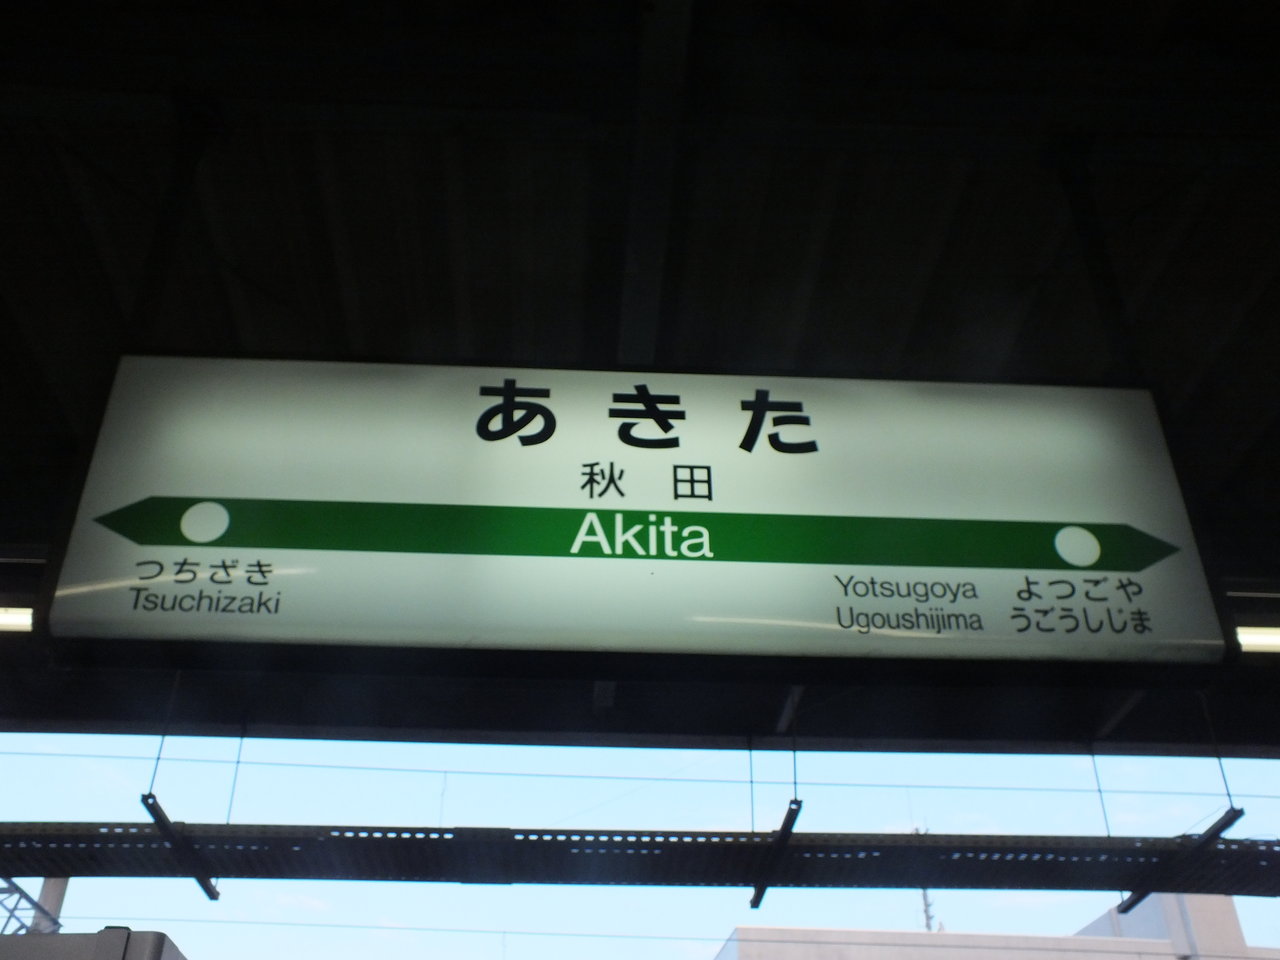 あきた
秋田
Akita
つちざき
Tsuchizaki
Yotsugoya よつごや
Ugoushijima うごうしじま